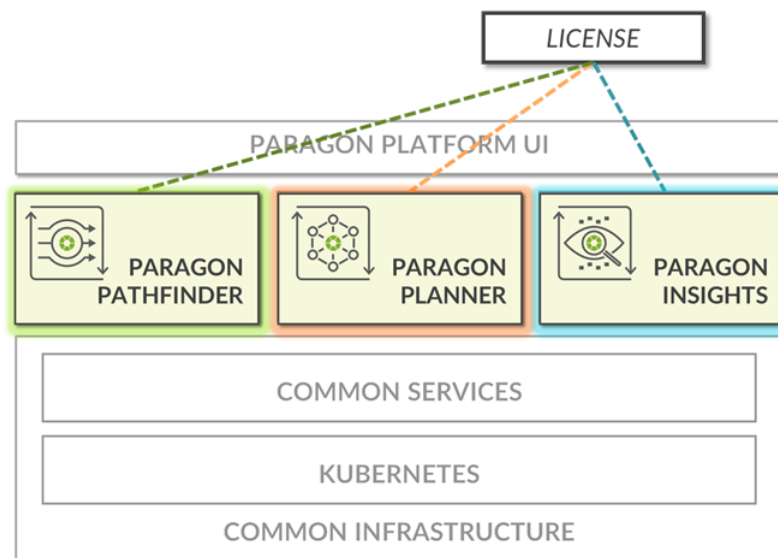 LICENSE
PARAGON PLATFORM UI
PARAGON
PATHFINDER
PARAGON
PLANNER
PARAGON
INSIGHTS
COMMON SERVICES
KUBERNETES
COMMON INFRASTRUCTURE